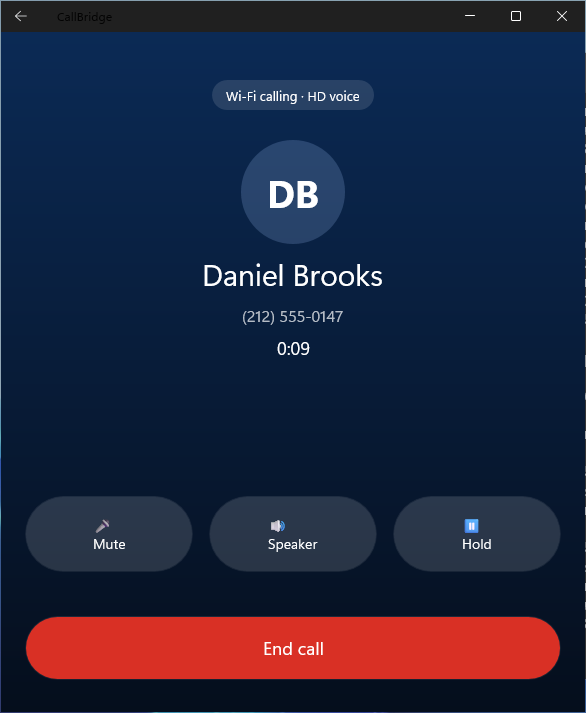 CallBridge
Wi-Fi calling · HD voice
DB
Daniel Brooks
(212) 555-0147
0:09
Mute
Speaker
Hold
End call